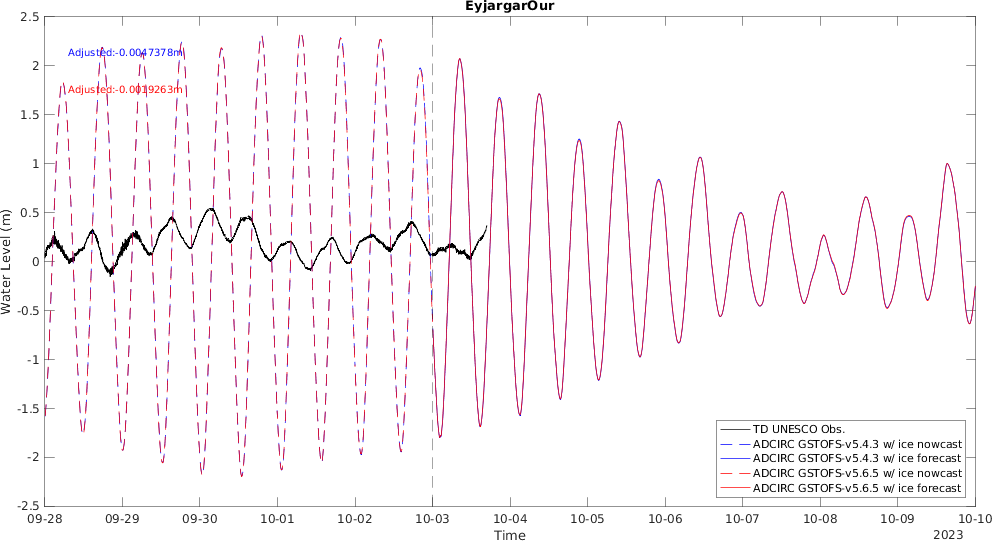 EyjargarOur
Adjusted:-0.0047378m
Adjusted:-0.0019263m
Water Level (m)
2.5
2
1.5
1
0.5
0
-0.5
-1
-1.5
-2
-2.5
TD UNESCO Obs.
ADCIRC GSTOFS-v5.4.3 w/ ice nowcast
ADCIRC GSTOFS-v5.4.3 w/ ice forecast
ADCIRC GSTOFS-v5.6.5 w/ ice nowcast
ADCIRC GSTOFS-v5.6.5 w/ ice forecast
09-28 09-29 09-30 10-01 10-02 10-03 10-04 10-05 10-06 10-07 10-08 10-09 10-10
Time
2023